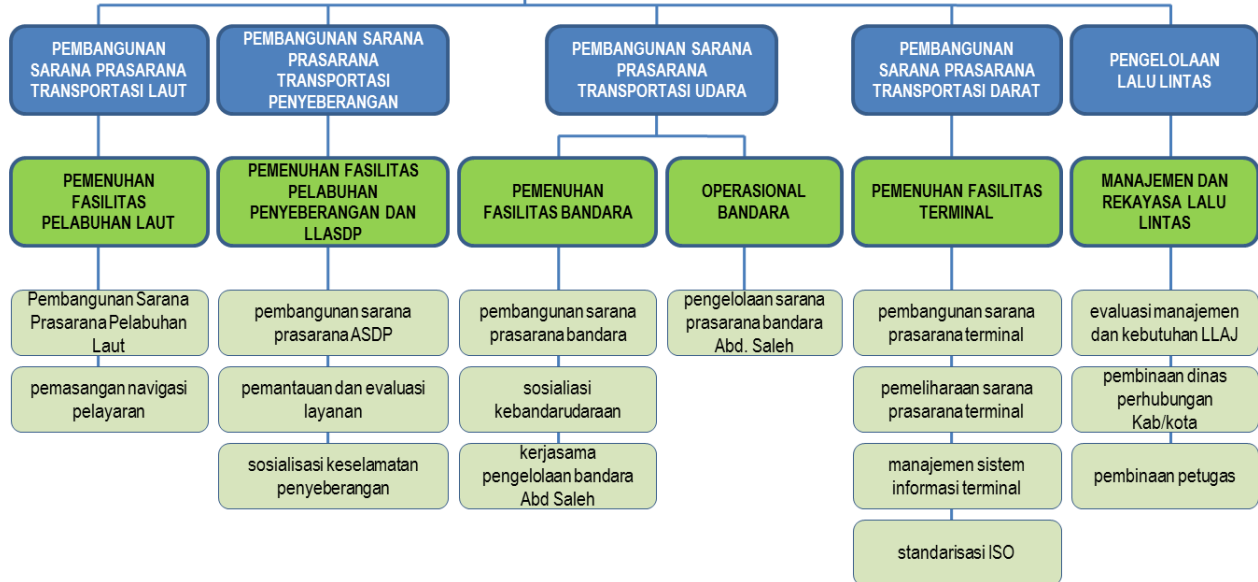 PEMBANGUNAN
SARANA PRASARANA
TRANSPORTASI LAUT
PEMBANGUNAN SARANA
PRASARANA
TRANSPORTASI
PENYEBERANGAN
PEMBANGUNAN SARANA
PRASARANA
TRANSPORTASI UDARA
PEMBANGUNAN
SARANA PRASARANA
TRANSPORTASI DARAT
PENGELOLAAN
LALU LINTAS
PEMENUHAN
FASILITAS
PELABUHAN LAUT
PEMENUHAN FASILITAS
PELABUHAN
PENYEBERANGAN DAN
LLASDP
PEMENUHAN
FASILITAS BANDARA
OPERASIONAL
BANDARA
PEMENUHAN FASILITAS
TERMINAL
MANAJEMEN DAN
REKAYASA LALU
LINTAS
Pembangunan Sarana
Prasarana Pelabuhan
Laut
pembangunan sarana
prasarana ASDP
pembangunan sarana
prasarana bandara
pengelolaan sarana
prasarana bandara
Abd. Saleh
pembangunan sarana
prasarana terminal
evaluasi manajemen
dan kebutuhan LLAJ
pemasangan navigasi
pelayaran
pemantauan dan evaluasi
layanan
sosialiasi
kebandarudaraan
pemeliharaan sarana
prasarana terminal
pembinaan dinas
perhubungan
Kab/kota
sosialisasi keselamatan
penyeberangan
kerjasama
pengelolaan bandara
Abd Saleh
manajemen sistem
informasi terminal
pembinaan petugas
standarisasi ISO